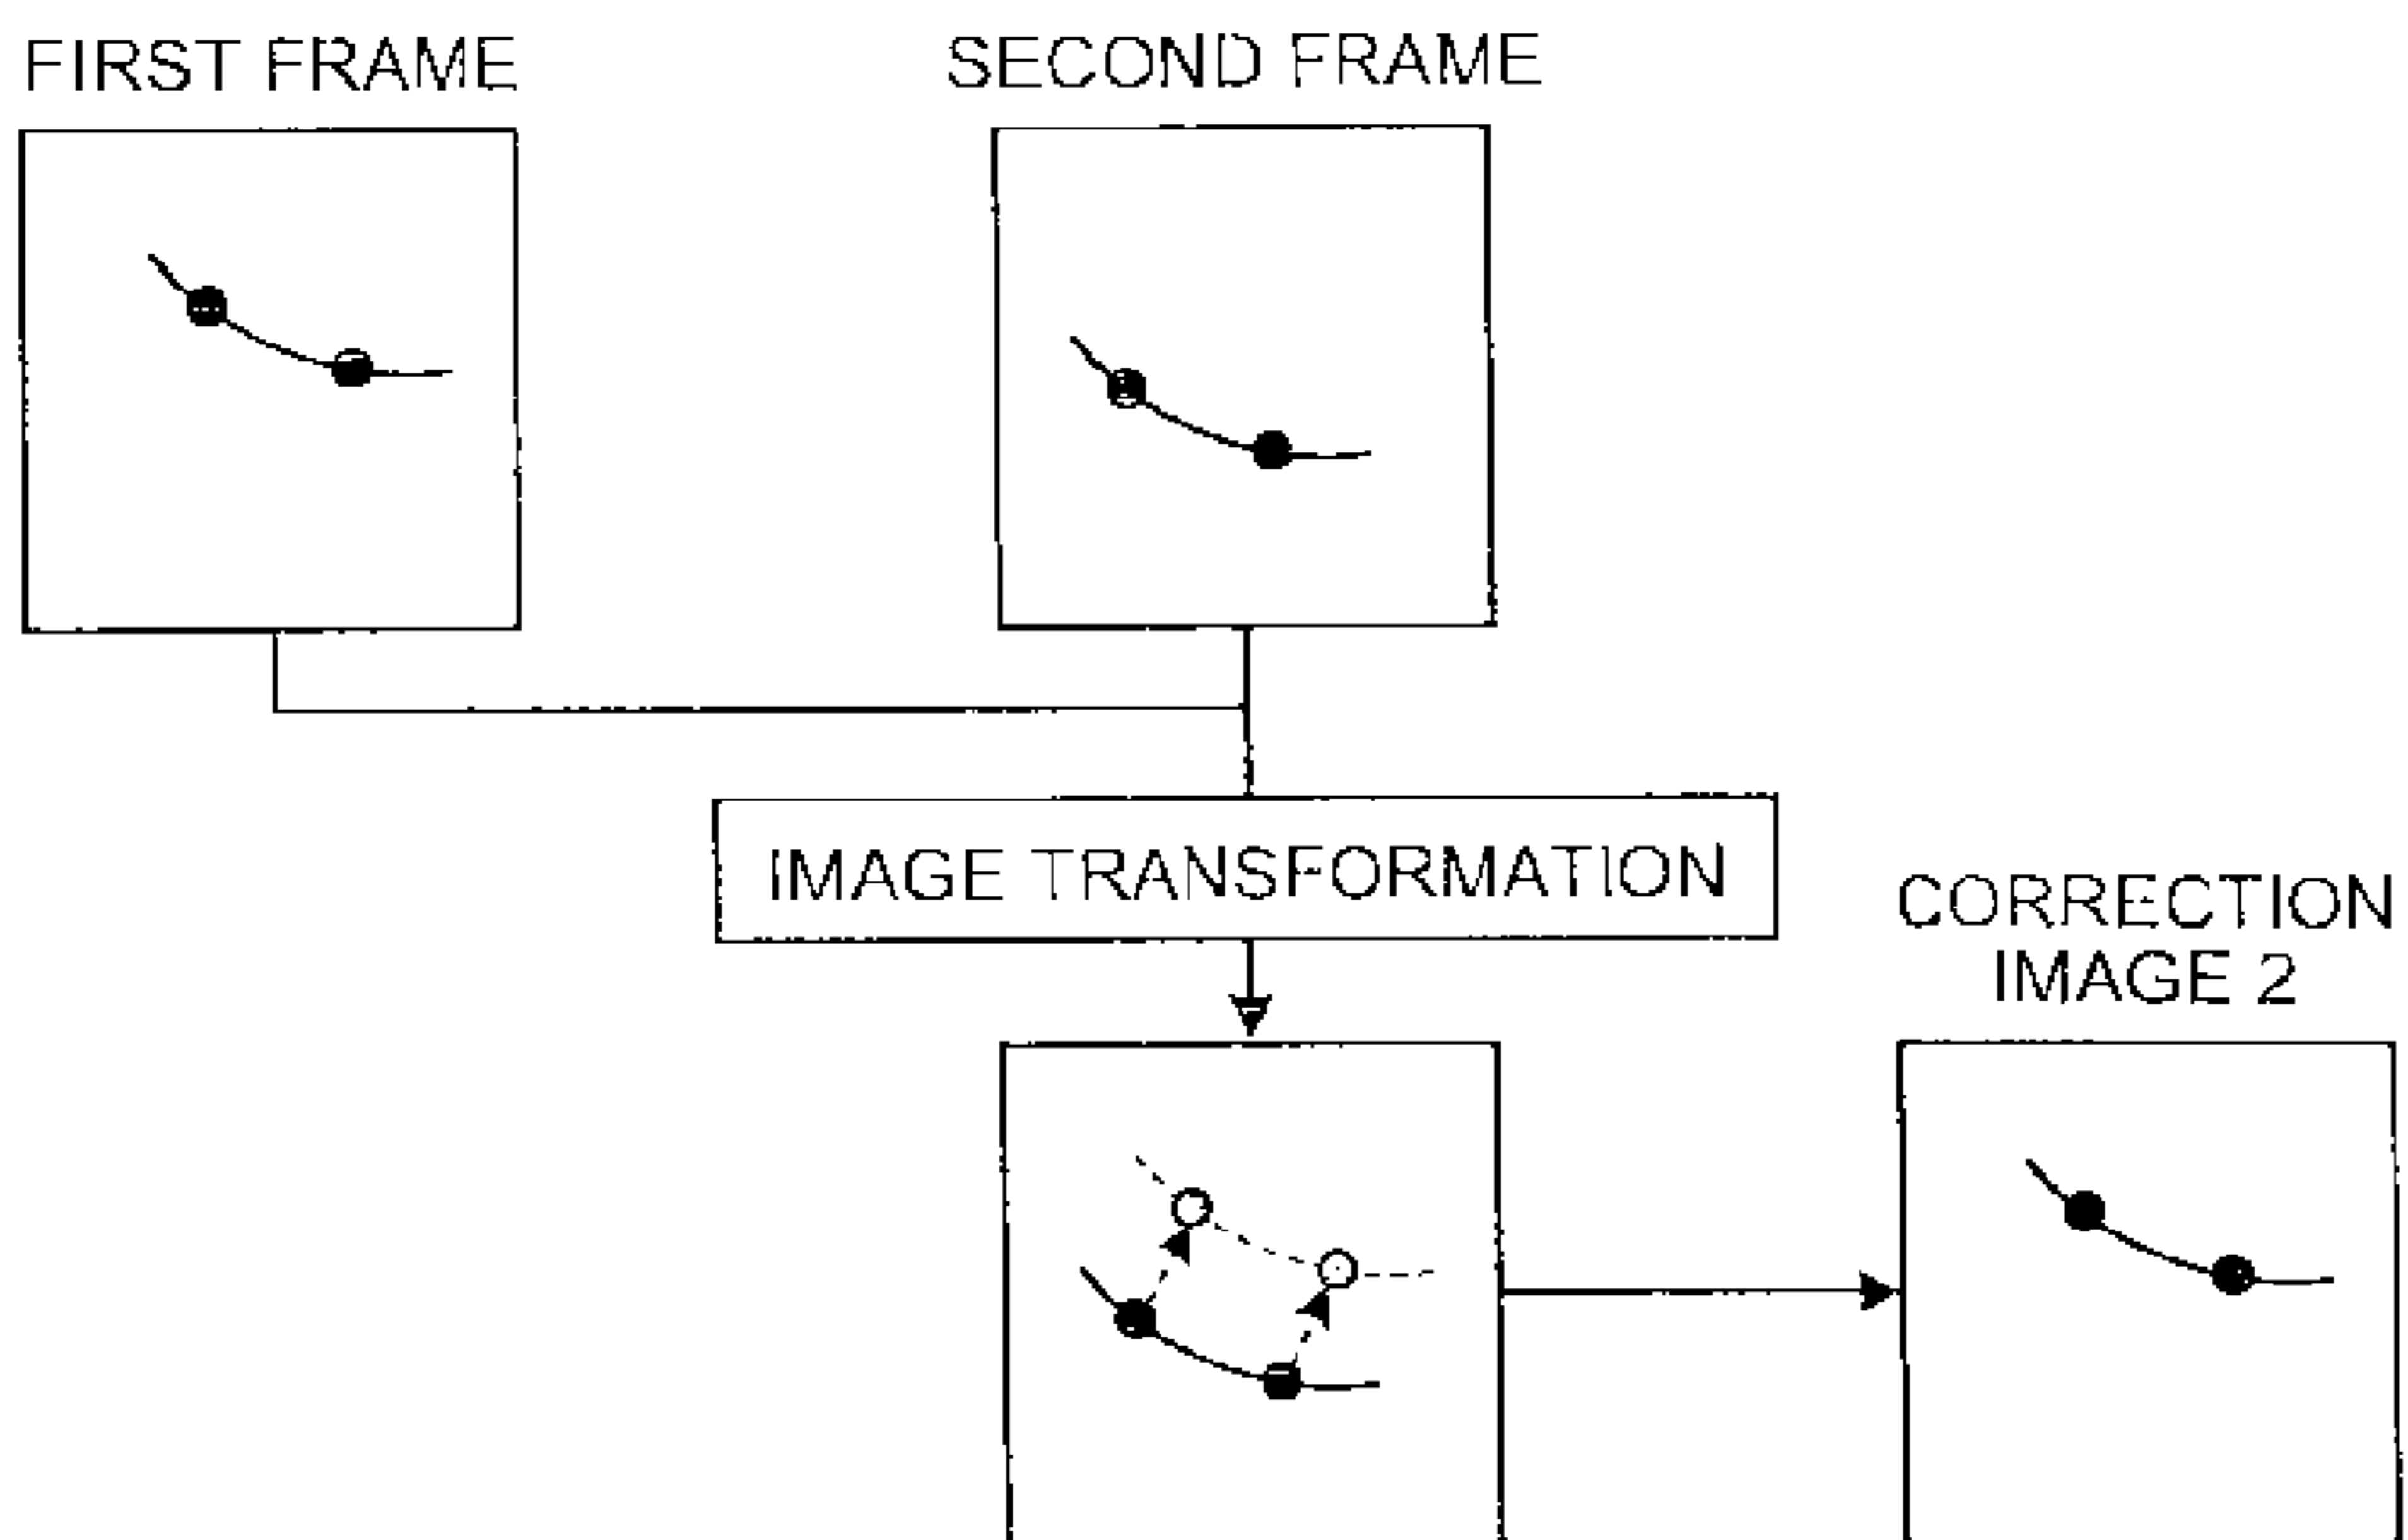 FIRST FRAME
SECOND FRAME
IMAGE TRANSFORMATION
CORRECTION
IMAGE 2